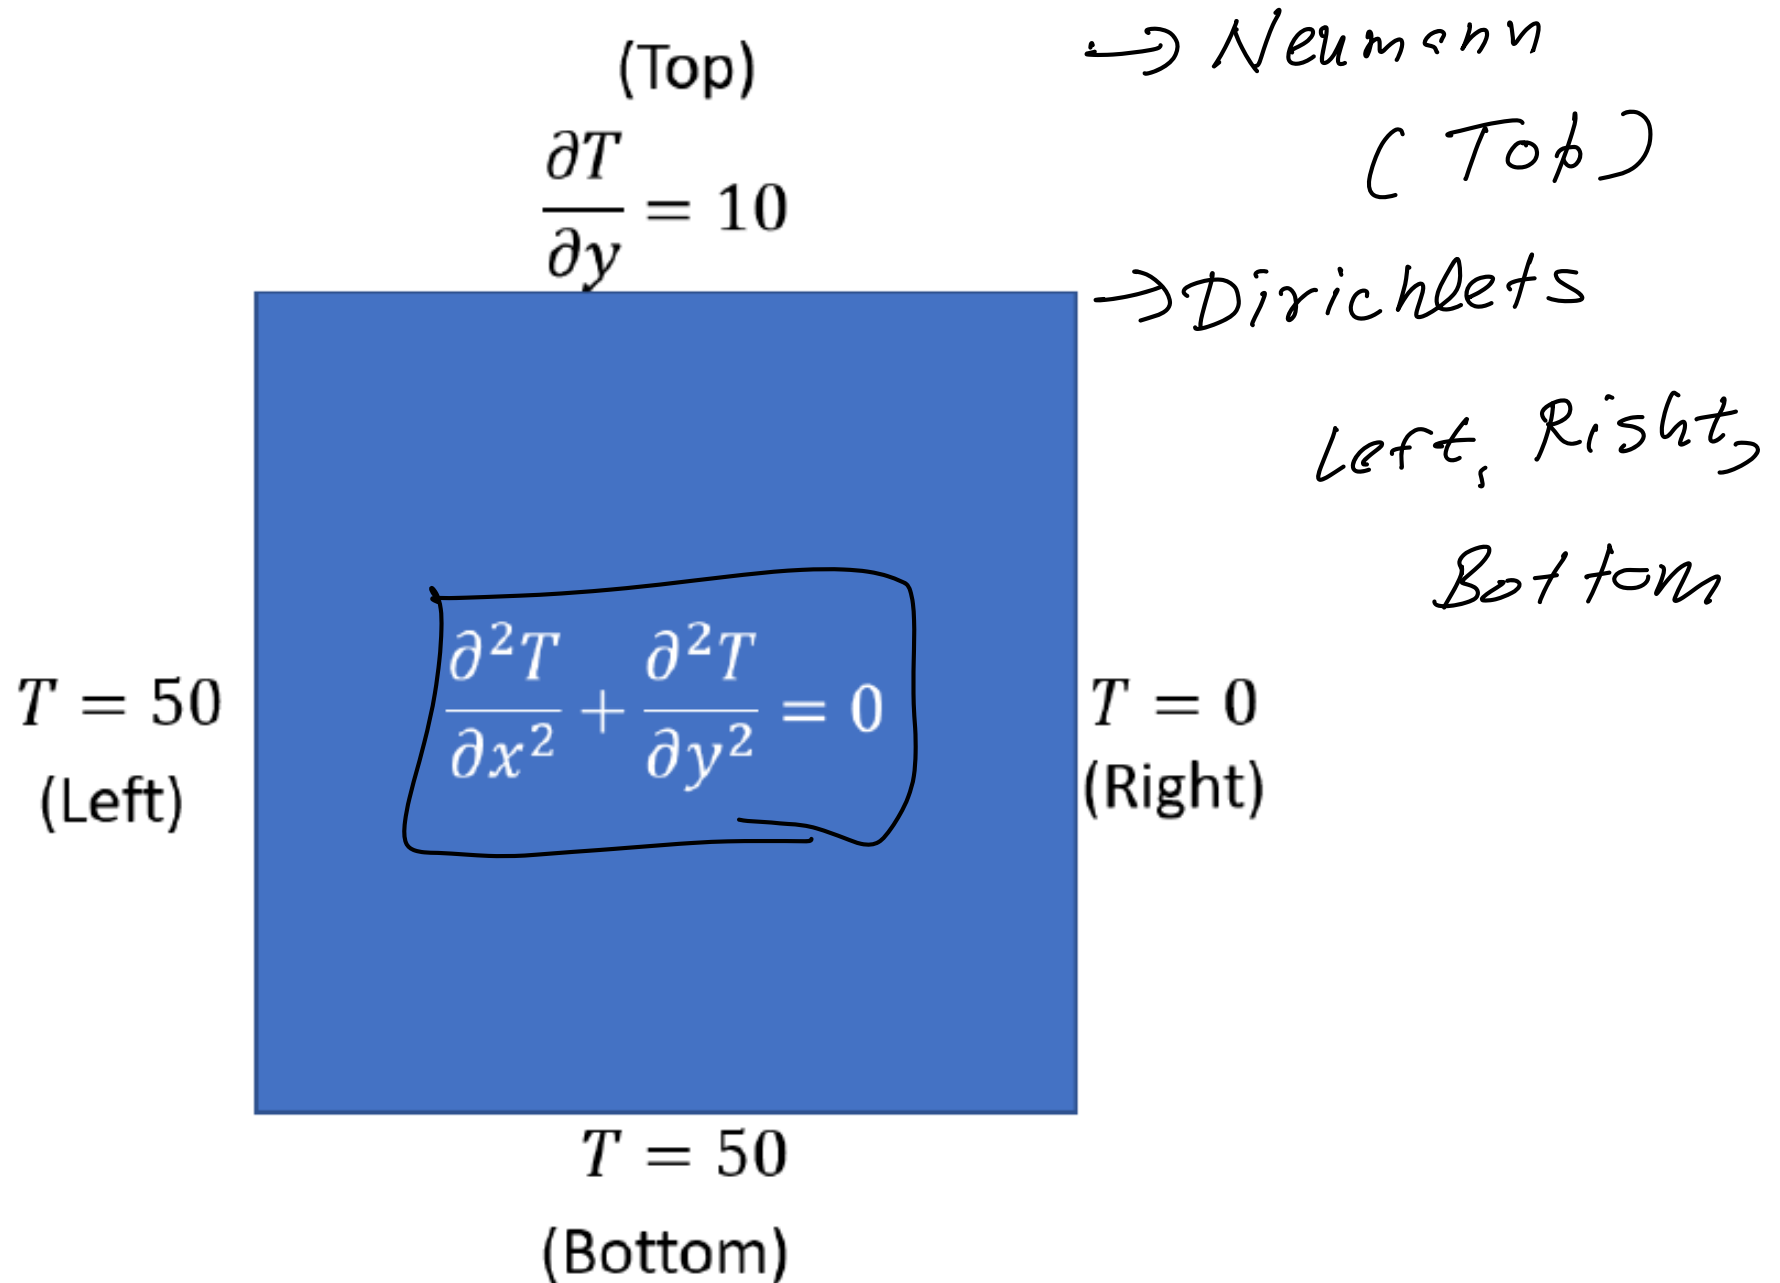 (Top)
∂T/∂y = 10
→ Neumann
(Top)
→ Dirichlets
Left, Right,
Bottom
T = 50
(Left)
∂²T/∂x² + ∂²T/∂y² = 0
T = 0
(Right)
T = 50
(Bottom)